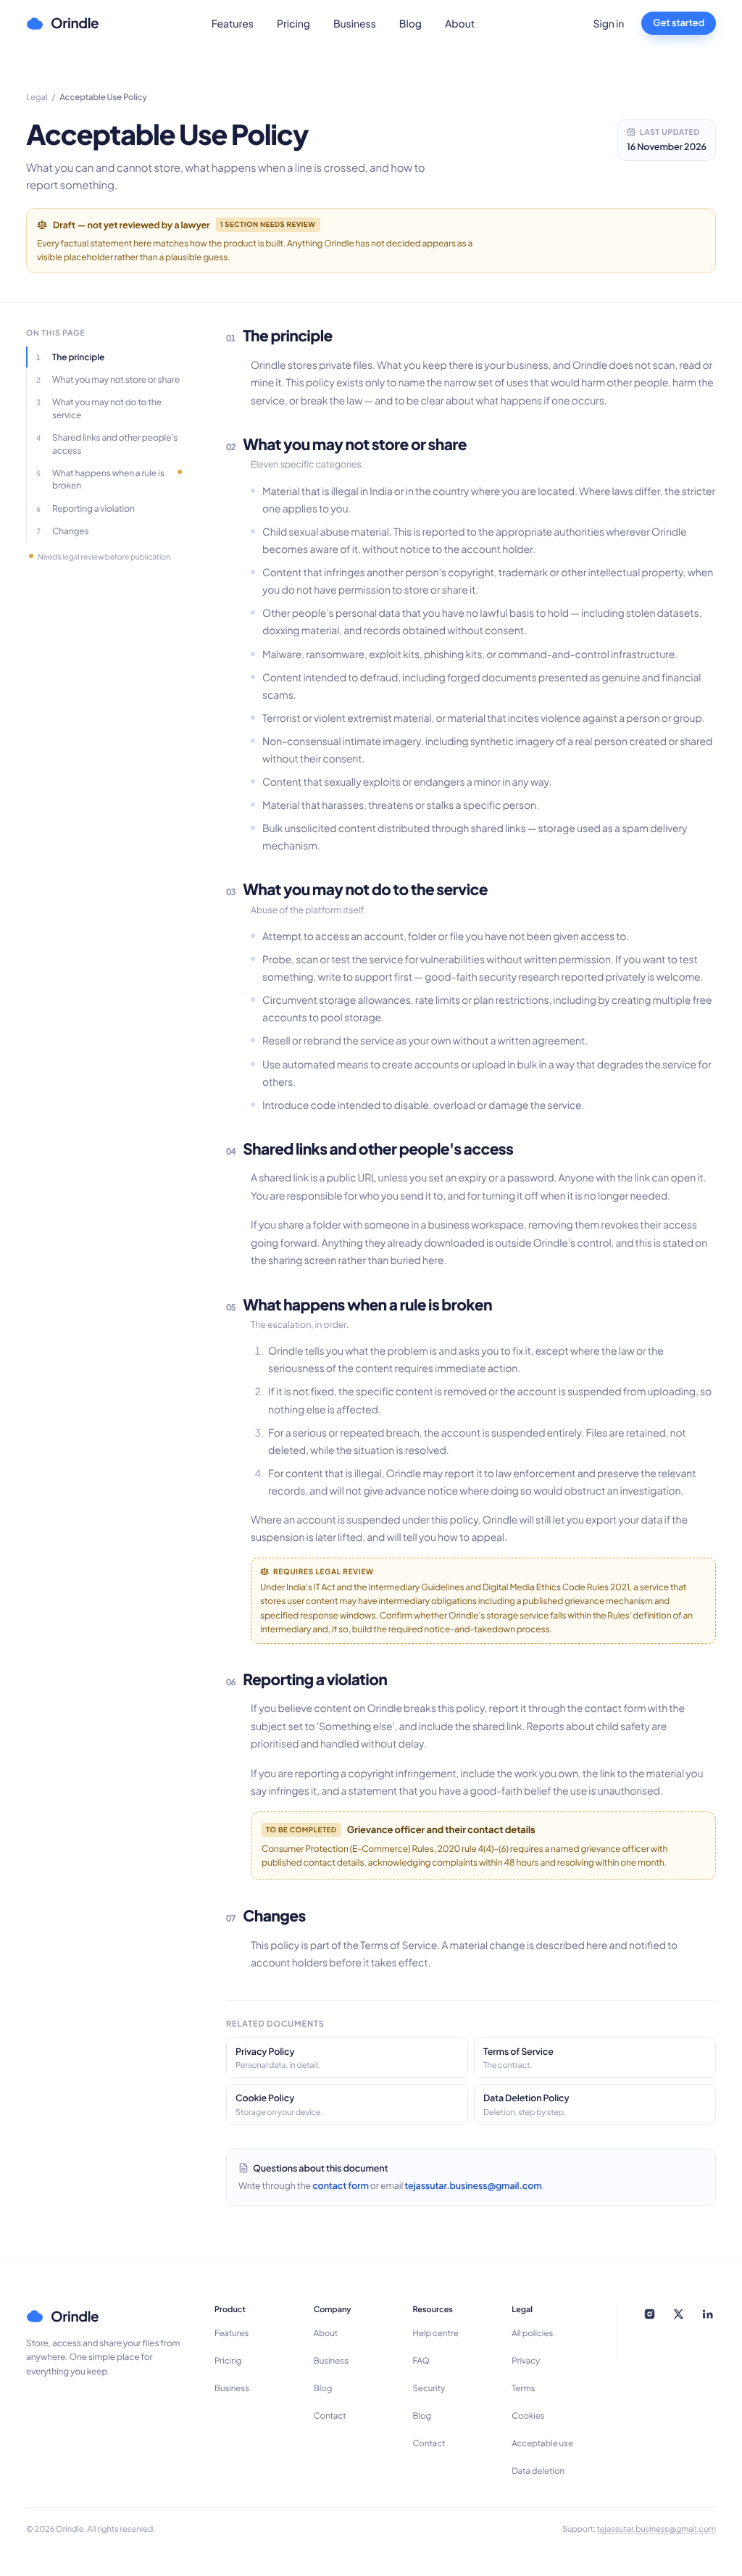 Orindle
Features Pricing Business Blog About
Sign in Get started
Legal / Acceptable Use Policy
Acceptable Use Policy
LAST UPDATED
16 November 2026
What you can and cannot store, what happens when a line is crossed, and how to
report something.
Draft — not yet reviewed by a lawyer 1 SECTION NEEDS REVIEW
Every factual statement here matches how the product is built. Anything Orindle has not decided appears as a
visible placeholder rather than a plausible guess.
ON THIS PAGE
1 The principle
2 What you may not store or share
3 What you may not do to the
service
4 Shared links and other people's
access
5 What happens when a rule is
broken
6 Reporting a violation
7 Changes
Needs legal review before publication
01 The principle
Orindle stores private files. What you keep there is your business, and Orindle does not scan, read or
mine it. This policy exists only to name the narrow set of uses that would harm other people, harm the
service, or break the law — and to be clear about what happens if one occurs.
02 What you may not store or share
Eleven specific categories.
Material that is illegal in India or in the country where you are located. Where laws differ, the stricter
one applies to you.
Child sexual abuse material. This is reported to the appropriate authorities wherever Orindle
becomes aware of it, without notice to the account holder.
Content that infringes another person's copyright, trademark or other intellectual property, when
you do not have permission to store or share it.
Other people's personal data that you have no lawful basis to hold — including stolen datasets,
doxxing material, and records obtained without consent.
Malware, ransomware, exploit kits, phishing kits, or command-and-control infrastructure.
Content intended to defraud, including forged documents presented as genuine and financial
scams.
Terrorist or violent extremist material, or material that incites violence against a person or group.
Non-consensual intimate imagery, including synthetic imagery of a real person created or shared
without their consent.
Content that sexually exploits or endangers a minor in any way.
Material that harasses, threatens or stalks a specific person.
Bulk unsolicited content distributed through shared links — storage used as a spam delivery
mechanism.
03 What you may not do to the service
Abuse of the platform itself.
Attempt to access an account, folder or file you have not been given access to.
Probe, scan or test the service for vulnerabilities without written permission. If you want to test
something, write to support first — good-faith security research reported privately is welcome.
Circumvent storage allowances, rate limits or plan restrictions, including by creating multiple free
accounts to pool storage.
Resell or rebrand the service as your own without a written agreement.
Use automated means to create accounts or upload in bulk in a way that degrades the service for
others.
Introduce code intended to disable, overload or damage the service.
04 Shared links and other people's access
A shared link is a public URL unless you set an expiry or a password. Anyone with the link can open it.
You are responsible for who you send it to, and for turning it off when it is no longer needed.
If you share a folder with someone in a business workspace, removing them revokes their access
going forward. Anything they already downloaded is outside Orindle's control, and this is stated on
the sharing screen rather than buried here.
05 What happens when a rule is broken
The escalation, in order.
1. Orindle tells you what the problem is and asks you to fix it, except where the law or the
seriousness of the content requires immediate action.
2. If it is not fixed, the specific content is removed or the account is suspended from uploading, so
nothing else is affected.
3. For a serious or repeated breach, the account is suspended entirely. Files are retained, not
deleted, while the situation is resolved.
4. For content that is illegal, Orindle may report it to law enforcement and preserve the relevant
records, and will not give advance notice where doing so would obstruct an investigation.
Where an account is suspended under this policy, Orindle will still let you export your data if the
suspension is later lifted, and will tell you how to appeal.
REQUIRES LEGAL REVIEW
Under India's IT Act and the Intermediary Guidelines and Digital Media Ethics Code Rules 2021, a service that
stores user content may have intermediary obligations including a published grievance mechanism and
specified response windows. Confirm whether Orindle's storage service falls within the Rules' definition of an
intermediary and, if so, build the required notice-and-takedown process.
06 Reporting a violation
If you believe content on Orindle breaks this policy, report it through the contact form with the
subject set to 'Something else', and include the shared link. Reports about child safety are
prioritised and handled without delay.
If you are reporting a copyright infringement, include the work you own, the link to the material you
say infringes it, and a statement that you have a good-faith belief the use is unauthorised.
TO BE COMPLETED Grievance officer and their contact details
Consumer Protection (E-Commerce) Rules, 2020 rule 4(4)–(6) requires a named grievance officer with
published contact details, acknowledging complaints within 48 hours and resolving within one month.
07 Changes
This policy is part of the Terms of Service. A material change is described here and notified to
account holders before it takes effect.
RELATED DOCUMENTS
Privacy Policy
Personal data, in detail.
Terms of Service
The contract.
Cookie Policy
Storage on your device.
Data Deletion Policy
Deletion, step by step.
Questions about this document
Write through the contact form or email tejassutar.business@gmail.com.
Orindle
Store, access and share your files from
anywhere. One simple place for
everything you keep.
Product
Features
Pricing
Business
Company
About
Business
Blog
Contact
Resources
Help centre
FAQ
Security
Blog
Contact
Legal
All policies
Privacy
Terms
Cookies
Acceptable use
Data deletion
© 2026 Orindle. All rights reserved.
Support: tejassutar.business@gmail.com